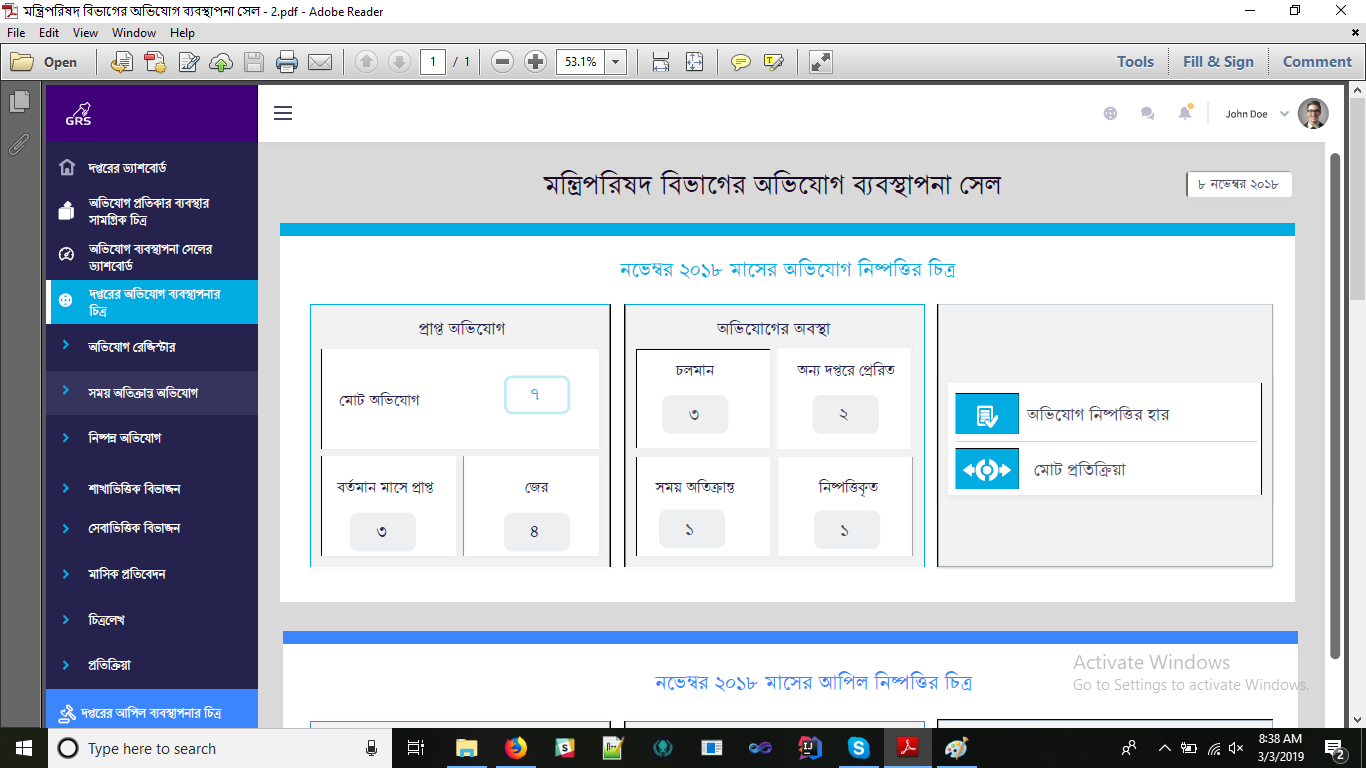 মন্ত্রিপরিষদ্ বিভাগের অভিযোগ ব্যবস্থাপনা সেল - 2.pdf - Adobe Reader
File Edit View Window Help
Open 1 / 1 53.1% Tools Fill & Sign Comment
GRS
John Doe
দপ্তরের ড্যাশবোর্ড
অভিযোগ প্রতিকার ব্যবস্থার
সামগ্রিক চিত্র
অভিযোগ ব্যবস্থাপনা সেলের
ড্যাশবোর্ড
দপ্তরের অভিযোগ ব্যবস্থাপনার
চিত্র
অভিযোগ রেজিস্টার
সময় অতিক্রান্ত অভিযোগ
নিষ্পন্ন অভিযোগ
শাখাভিত্তিক বিভাজন
সেবাভিত্তিক বিভাজন
মাসিক প্রতিবেদন
চিত্রলেখ
প্রতিক্রিয়া
দপ্তরের আপিল ব্যবস্থাপনার চিত্র
মন্ত্রিপরিষদ বিভাগের অভিযোগ ব্যবস্থাপনা সেল
৮ নভেম্বর ২০১৮
নভেম্বর ২০১৮ মাসের অভিযোগ নিষ্পত্তির চিত্র
প্রাপ্ত অভিযোগ
মোট অভিযোগ ৭
বর্তমান মাসে প্রাপ্ত জের
৩ ৪
অভিযোগের অবস্থা
চলমান অন্য দপ্তরে প্রেরিত
৩ ২
সময় অতিক্রান্ত নিষ্পত্তিকৃত
১ ১
অভিযোগ নিষ্পত্তির হার
মোট প্রতিক্রিয়া
নভেম্বর ২০১৮ মাসের আপিল নিষ্পত্তির চিত্র
Activate Windows
Go to Settings to activate Windows.
Type here to search
8:38 AM
3/3/2019
2